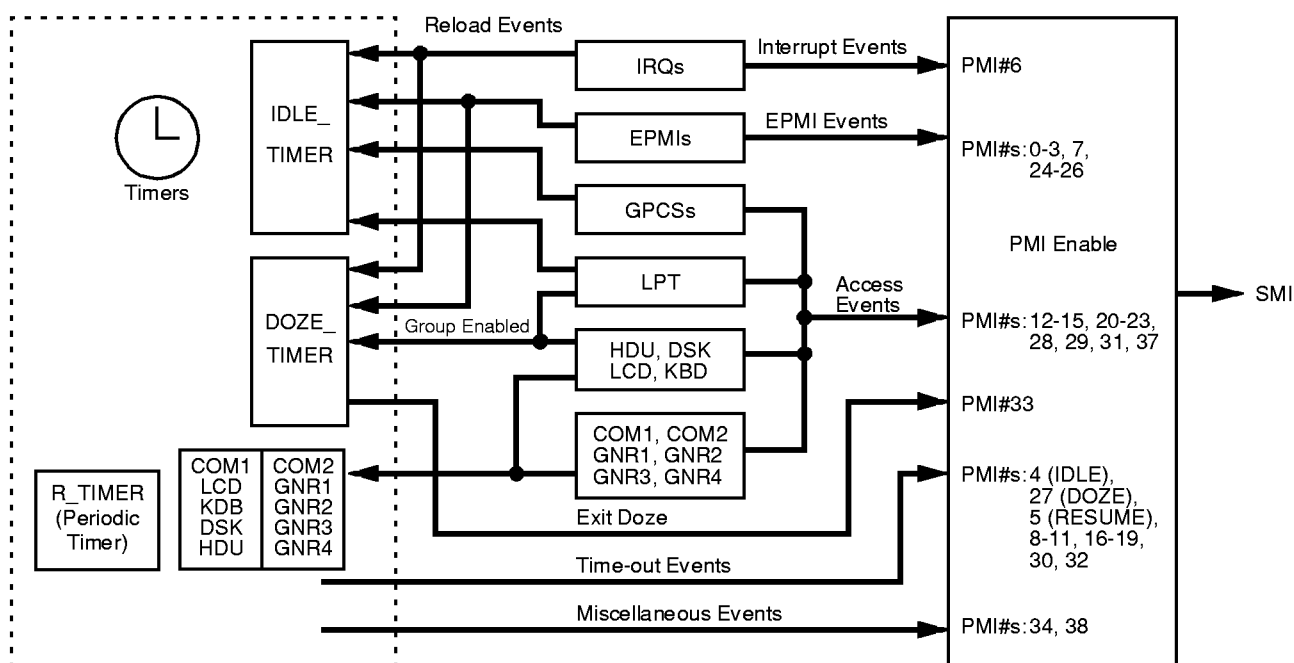 Reload Events
IRQs
Interrupt Events
PMI#6
IDLE_
TIMER
Timers
EPMIs
EPMI Events
PMI#s: 0-3, 7,
24-26
GPCSs
PMI Enable
LPT
Access
Events
SMI
DOZE_
TIMER
Group Enabled
HDU, DSK
LCD, KBD
PMI#s: 12-15, 20-23,
28, 29, 31, 37
PMI#33
COM1, COM2
GNR1, GNR2
GNR3, GNR4
R_TIMER
(Periodic
Timer)
COM1
LCD
KDB
DSK
HDU
COM2
GNR1
GNR2
GNR3
GNR4
Exit Doze
PMI#s: 4 (IDLE),
27 (DOZE),
5 (RESUME),
8-11, 16-19,
30, 32
Time-out Events
Miscellaneous Events
PMI#s: 34, 38